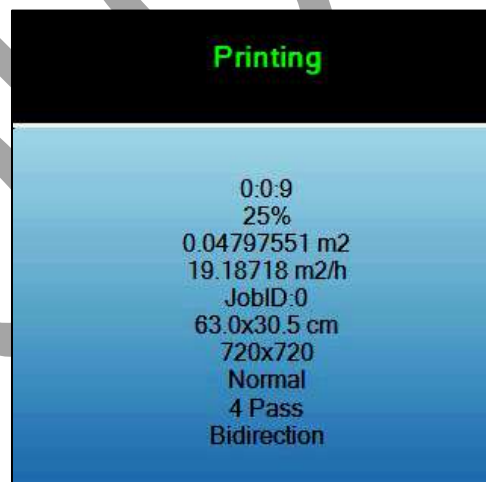 Printing
0:0:9
25%
0.04797551 m2
19.18718 m2/h
JobID:0
63.0x30.5 cm
720x720
Normal
4 Pass
Bidirection